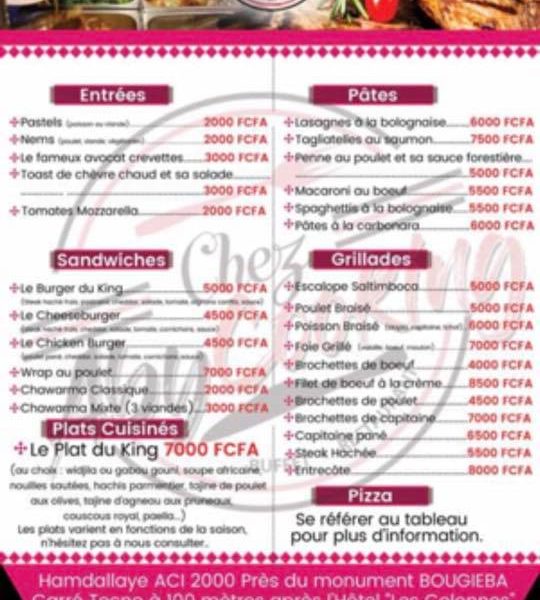 Entrées
Pastels (poisson ou viande) 2000 FCFA
Nems (poulet, viande, végétarien) 2000 FCFA
Le fameux avocat crevettes......3000 FCFA
Toast de chèvre chaud et sa salade
3000 FCFA
Tomates Mozzarella 2000 FCFA
Pâtes
Lasagnes à la bolognaise 6000 FCFA
Tagliatelles au saumon 7500 FCFA
Penne au poulet et sa sauce forestière
5000 FCFA
Macaroni au boeuf 5500 FCFA
Spaghettis à la bolognaise 5500 FCFA
Pâtes à la carbonara 6000 FCFA
Sandwiches
Le Burger du King 5000 FCFA
Le Cheeseburger 4500 FCFA
Le Chicken Burger 4500 FCFA
Wrap au poulet 7000 FCFA
Chawarma Classique 2000 FCFA
Chawarma Mixte (3 viandes) 3000 FCFA
Grillades
Escalope Saltimboca 5000 FCFA
Poulet Braisé 5000 FCFA
Poisson Braisé 6000 FCFA
Foie Grillé 7000 FCFA
Brochettes de boeuf 4000 FCFA
Filet de boeuf à la crème 8500 FCFA
Brochettes de poulet 4500 FCFA
Brochettes de capitaine 7000 FCFA
Capitaine pané 6500 FCFA
Steak Hachée 5500 FCFA
Entrecôte 8000 FCFA
Plats Cuisinés
Le Plat du King 7000 FCFA
(au choix : widjila ou gabou gouni, soupe africaine,
nouilles sautées, hachis parmentier, tajine de poulet
aux olives, tajine d'agneau aux pruneaux,
couscous royal, paella...)
Les plats varient en fonctions de la saison,
n'hésitez pas à nous consulter..
Pizza
Se référer au tableau
pour plus d'information.
Chez
King
BUFFET
Hamdallaye ACI 2000 Près du monument BOUGIEBA
Carré Tecno à 100 mètres après l'Hôtel "Les Colonnes"